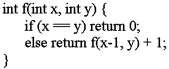 int f(int x, int y) {
if (x == y) return 0;
else return f(x-1, y) + 1;
}